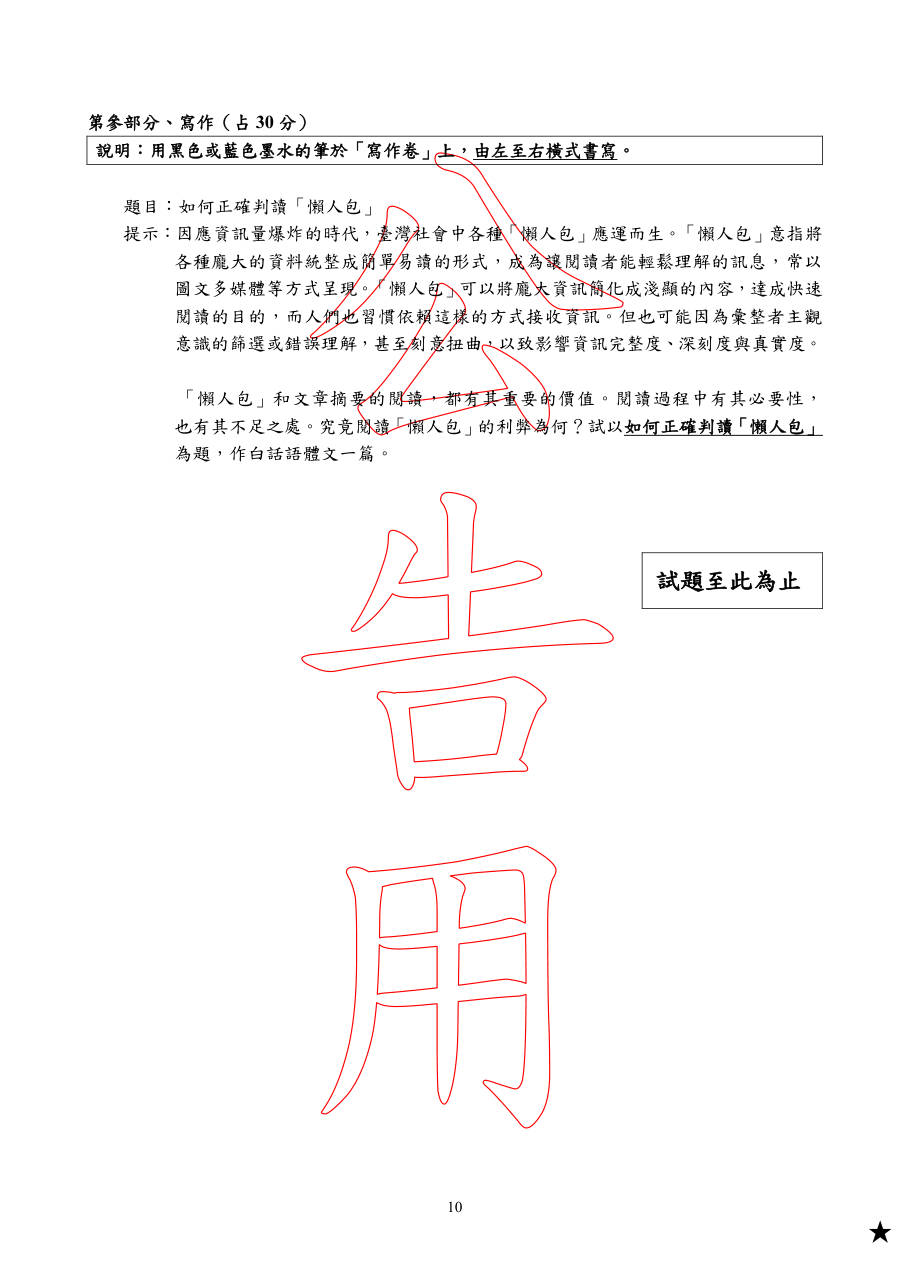 第參部分、寫作（占 30 分）
說明：用黑色或藍色墨水的筆於「寫作卷」上，由左至右橫式書寫。
題目：如何正確判讀「懶人包」
提示：因應資訊量爆炸的時代，臺灣社會中各種「懶人包」應運而生。「懶人包」意指將
各種龐大的資料統整成簡單易讀的形式，成為讓閱讀者能輕鬆理解的訊息，常以
圖文多媒體等方式呈現。「懶人包」可以將龐大資訊簡化成淺顯的內容，達成快速
閱讀的目的，而人們也習慣依賴這樣的方式接收資訊。但也可能因為彙整者主觀
意識的篩選或錯誤理解，甚至刻意扭曲，以致影響資訊完整度、深刻度與真實度。
「懶人包」和文章摘要的閱讀，都有其重要的價值。閱讀過程中有其必要性，
也有其不足之處。究竟閱讀「懶人包」的利弊為何？試以如何正確判讀「懶人包」
為題，作白話語體文一篇。
試題至此為止
公
告
用
10
★